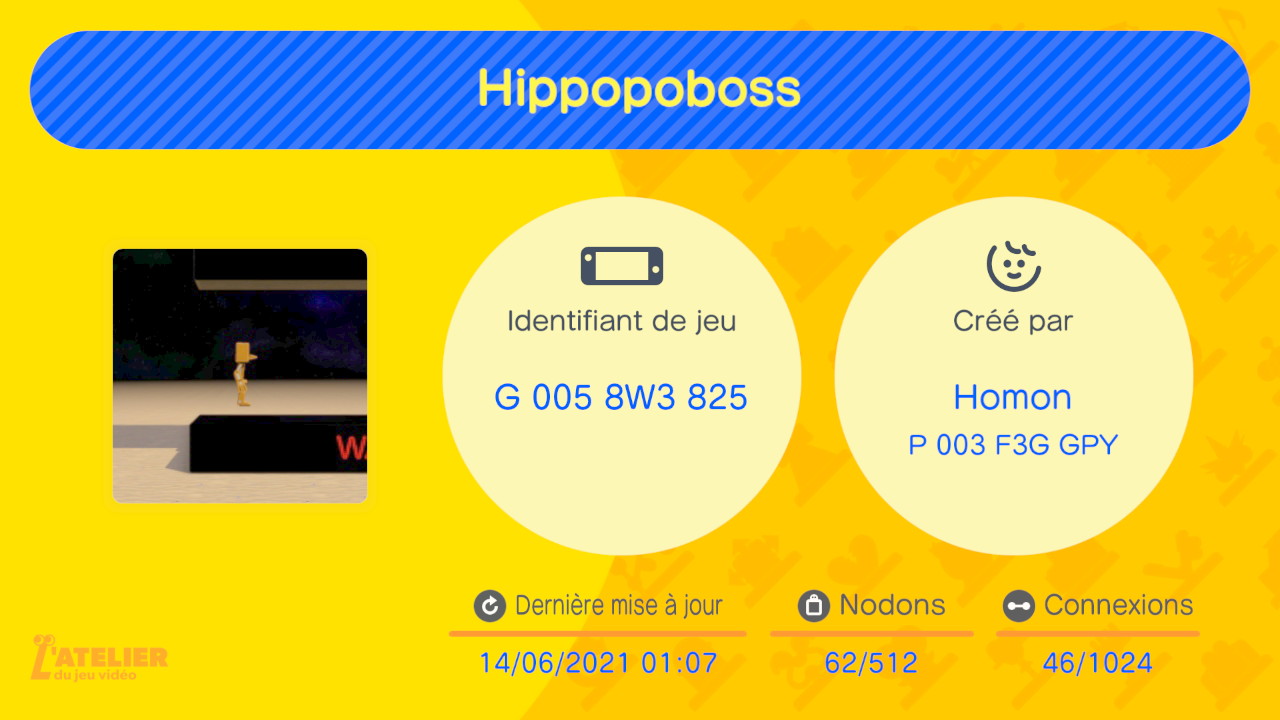 Hippopoboss
Identifiant de jeu
G 005 8W3 825
Créé par
Homon
P 003 F3G GPY
WA
Dernière mise à jour
14/06/2021 01:07
Nodons
62/512
Connexions
46/1024
L'ATELIER
du jeu vidéo